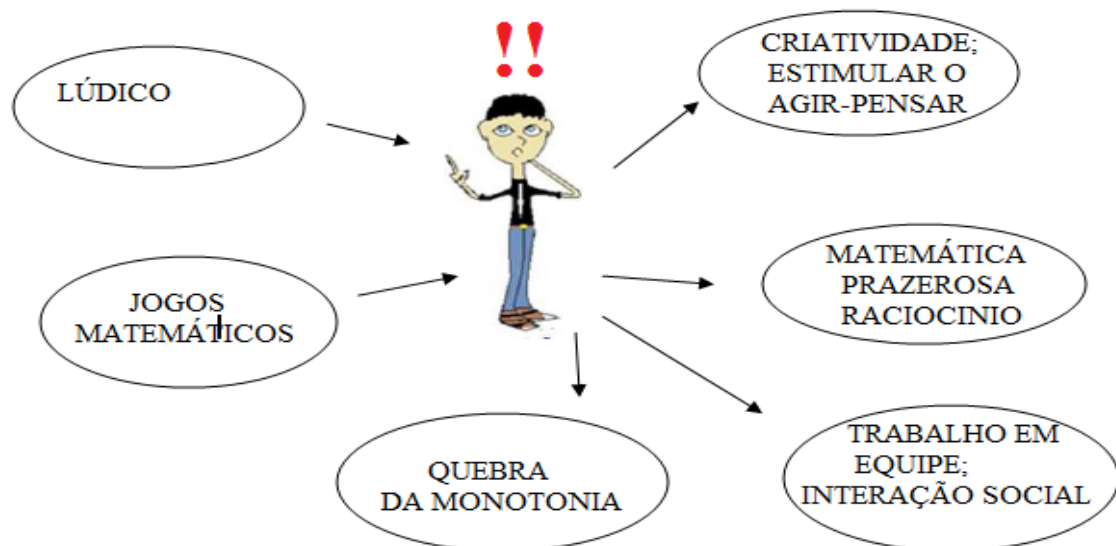 !!
LÚDICO
CRIATIVIDADE;
ESTIMULAR O
AGIR-PENSAR
JOGOS
MATEMÁTICOS
MATEMÁTICA
PRAZEROSA
RACIOCINIO
QUEBRA
DA MONOTONIA
TRABALHO EM
EQUIPE;
INTERAÇÃO SOCIAL